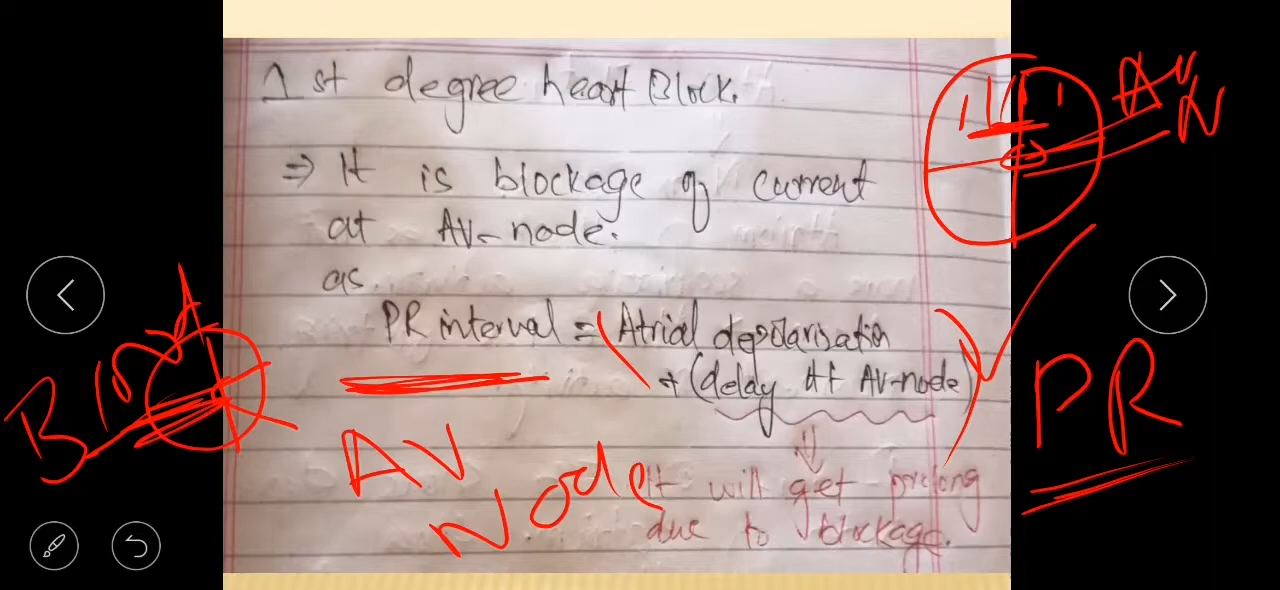 1st degree heart Block.
⇒ It is blockage of current
at AV-node.
as
PR interval = Atrial depolarisation
+ (delay at AV-node)
It will get prolong
due to blockage.
AV
Node
PR
AV
N